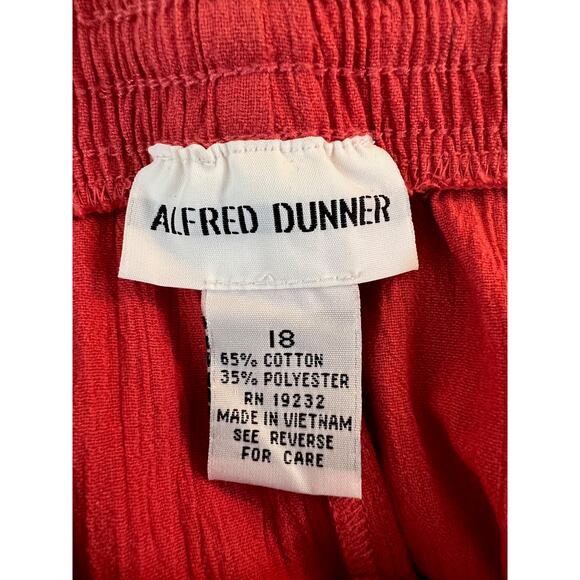 ALFRED DUNNER
18
65% COTTON
35% POLYESTER
RN 19232
MADE IN VIETNAM
SEE REVERSE
FOR CARE